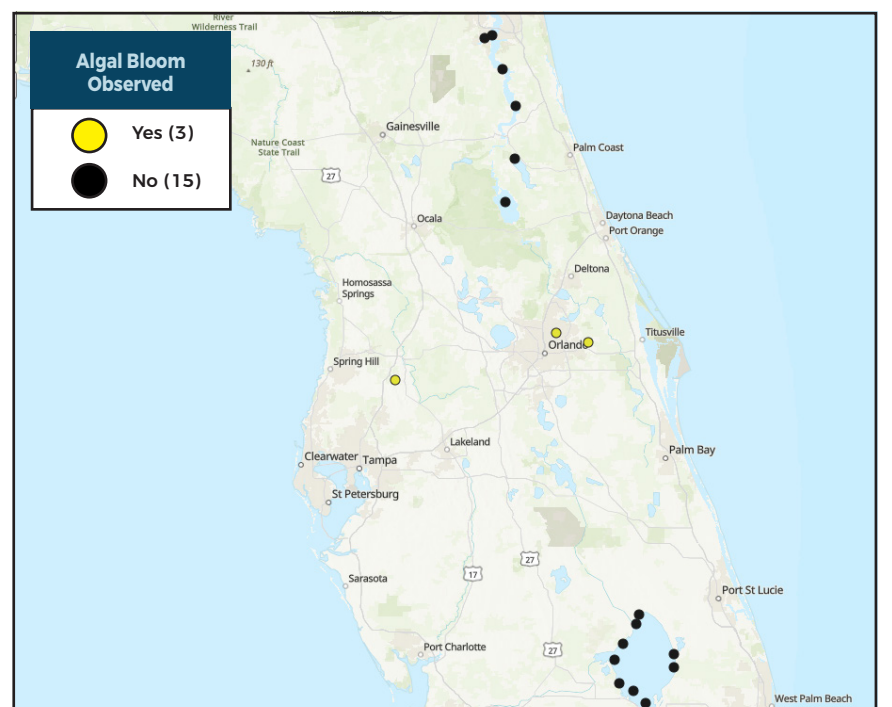 River
Wilderness Trail
Algal Bloom
Observed
Yes (3)
No (15)
130 ft
Gainesville
Nature Coast
State Trail
27
Palm Coast
Ocala
Daytona Beach
Port Orange
Deltona
Homosassa
Springs
Titusville
Orlando
Spring Hill
Lakeland
Clearwater
Tampa
Palm Bay
St Petersburg
27
17
Sarasota
Port St Lucie
Port Charlotte
27
West Palm Beach